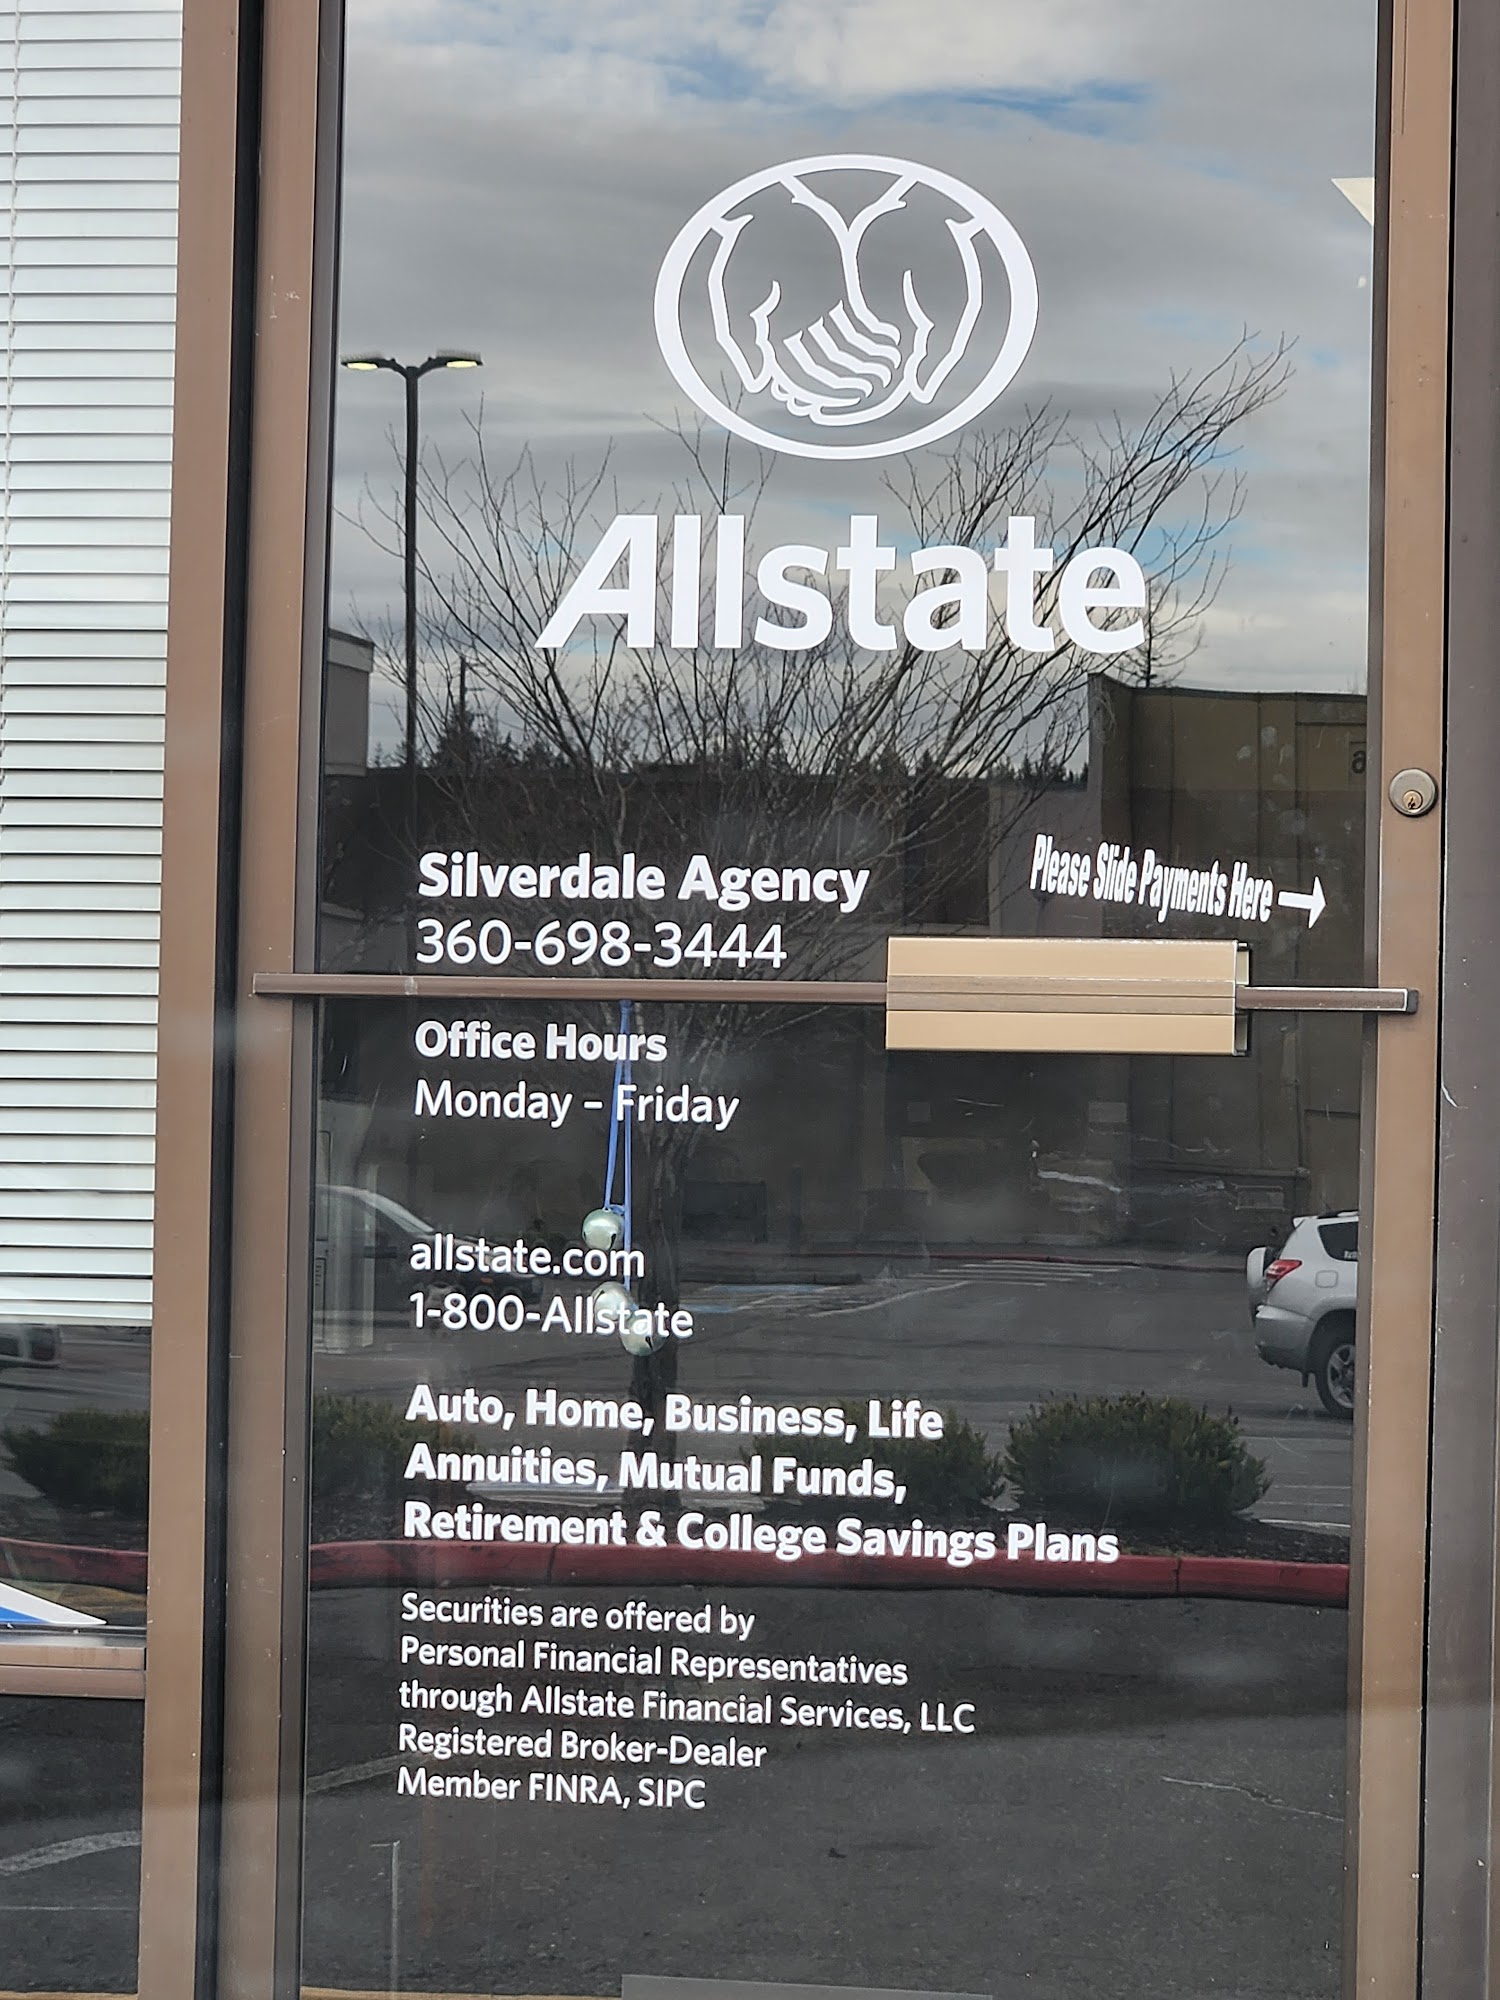 Allstate
Silverdale Agency
360-698-3444
Please Slide Payments Here →
Office Hours
Monday – Friday
allstate.com
1-800-Allstate
Auto, Home, Business, Life
Annuities, Mutual Funds,
Retirement & College Savings Plans
Securities are offered by
Personal Financial Representatives
through Allstate Financial Services, LLC
Registered Broker-Dealer
Member FINRA, SIPC